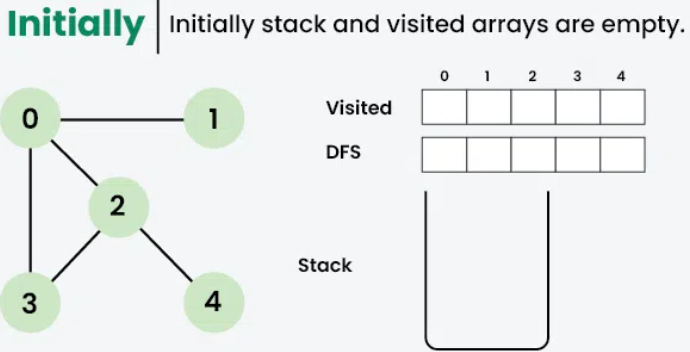 Initially Initially stack and visited arrays are empty.
0 1 2 3 4
Visited
DFS
0 1
2
Stack
3 4